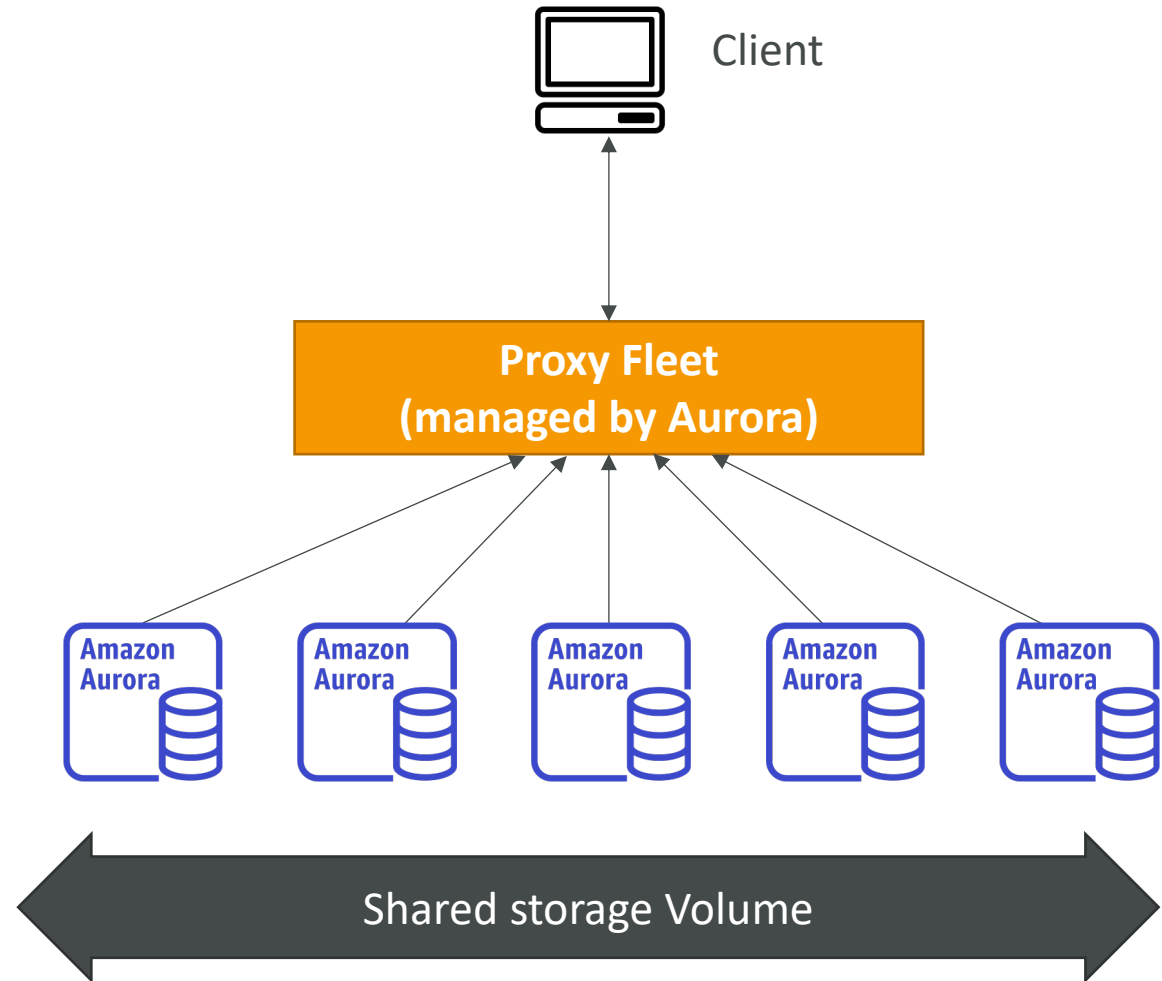 Client
Proxy Fleet
(managed by Aurora)
Amazon
Aurora
Amazon
Aurora
Amazon
Aurora
Amazon
Aurora
Amazon
Aurora
Shared storage Volume